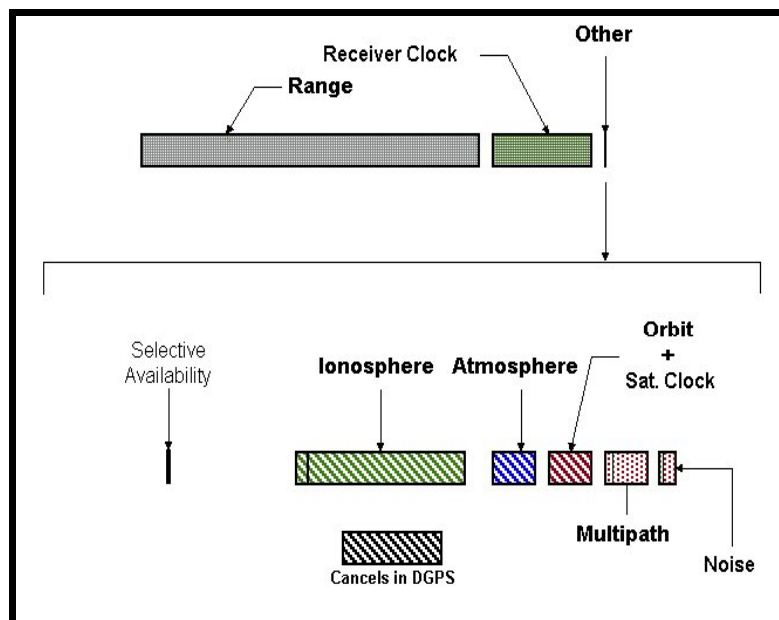 Other
Receiver Clock
Range
Selective
Availability
Ionosphere
Atmosphere
Orbit
+
Sat. Clock
Multipath
Noise
Cancels in DGPS